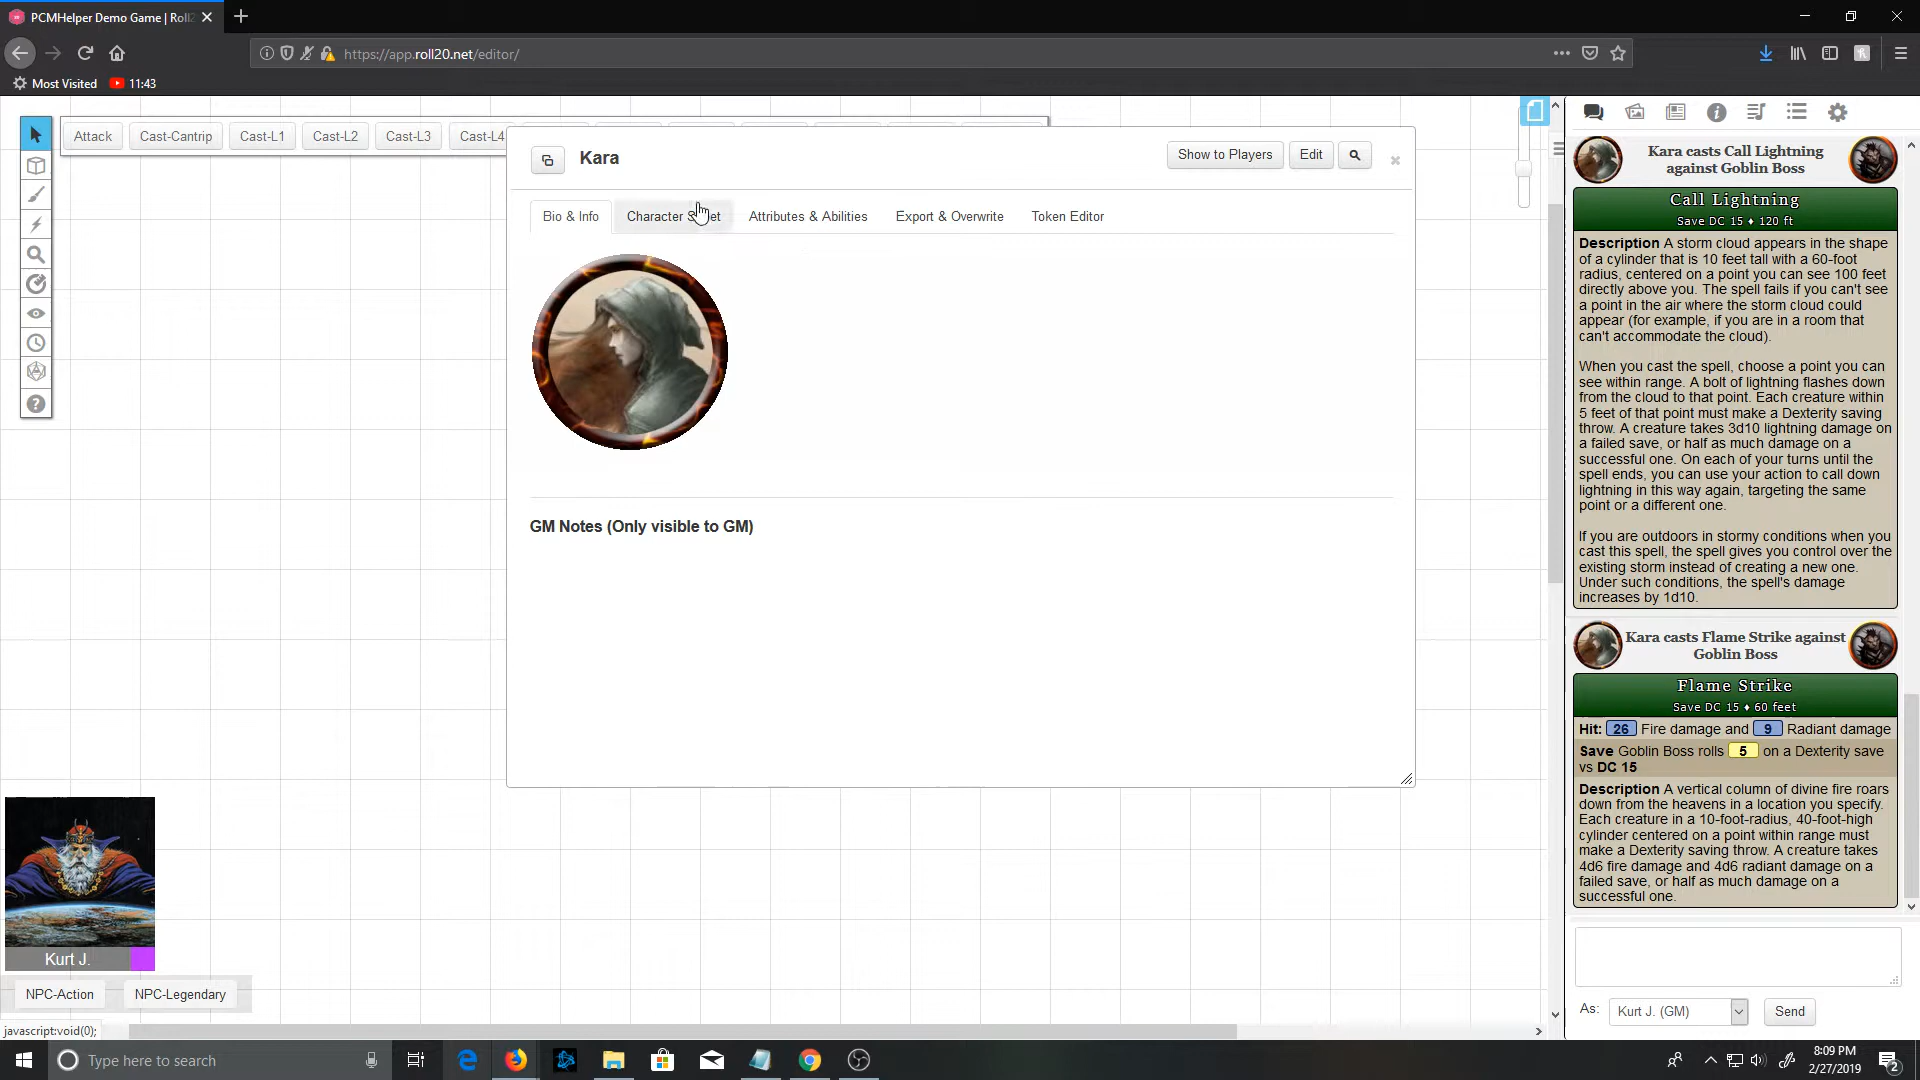 PCMHelper Demo Game | Roll2
https://app.roll20.net/editor/
Most Visited
11:43
Attack
Cast-Cantrip
Cast-L1
Cast-L2
Cast-L3
Cast-L4
Kara
Show to Players
Edit
Bio & Info
Character
Attributes & Abilities
Export & Overwrite
Token Editor
GM Notes (Only visible to GM)
Kara casts Call Lightning
against Goblin Boss
Call Lightning
Save DC 15 ♦ 120 ft
Description A storm cloud appears in the shape
of a cylinder that is 10 feet tall with a 60-foot
radius, centered on a point you can see 100 feet
directly above you. The spell fails if you can't see
a point in the air where the storm cloud could
appear (for example, if you are in a room that
can't accommodate the cloud).
When you cast the spell, choose a point you can
see within range. A bolt of lightning flashes down
from the cloud to that point. Each creature within
5 feet of that point must make a Dexterity saving
throw. A creature takes 3d10 lightning damage on
a failed save, or half as much damage on a
successful one. On each of your turns until the
spell ends, you can use your action to call down
lightning in this way again, targeting the same
point or a different one.
If you are outdoors in stormy conditions when you
cast this spell, the spell gives you control over the
existing storm instead of creating a new one.
Under such conditions, the spell's damage
increases by 1d10.
Kara casts Flame Strike against
Goblin Boss
Flame Strike
Save DC 15 ♦ 60 feet
Hit: 26 Fire damage and 9 Radiant damage
Save Goblin Boss rolls 5 on a Dexterity save
vs DC 15
Description A vertical column of divine fire roars
down from the heavens in a location you specify.
Each creature in a 10-foot-radius, 40-foot-high
cylinder centered on a point within range must
make a Dexterity saving throw. A creature takes
4d6 fire damage and 4d6 radiant damage on a
failed save, or half as much damage on a
successful one.
As:
Kurt J. (GM)
Send
Kurt J.
NPC-Action
NPC-Legendary
javascript:void(0);
Type here to search
8:09 PM
2/27/2019
2